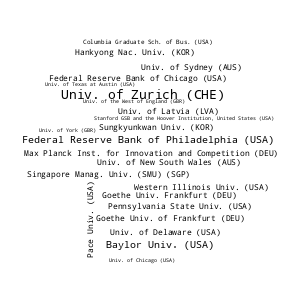 Columbia Graduate Sch. of Bus. (USA)
Hankyong Nac. Univ. (KOR)
Univ. of Sydney (AUS)
Federal Reserve Bank of Chicago (USA)
Univ. of Texas at Austin (USA)
Univ. of Zurich (CHE)
Univ. of the West of England (GBR)
Univ. of Latvia (LVA)
Stanford GSB and the Hoover Institution, United States (USA)
Sungkyunkwan Univ. (KOR)
Univ. of York (GBR)
Federal Reserve Bank of Philadelphia (USA)
Max Planck Inst. for Innovation and Competition (DEU)
Univ. of New South Wales (AUS)
Singapore Manag. Univ. (SMU) (SGP)
Western Illinois Univ. (USA)
Goethe Univ. Frankfurt (DEU)
Pennsylvania State Univ. (USA)
Goethe Univ. of Frankfurt (DEU)
Pace Univ. (USA)
Univ. of Delaware (USA)
Baylor Univ. (USA)
Univ. of Chicago (USA)